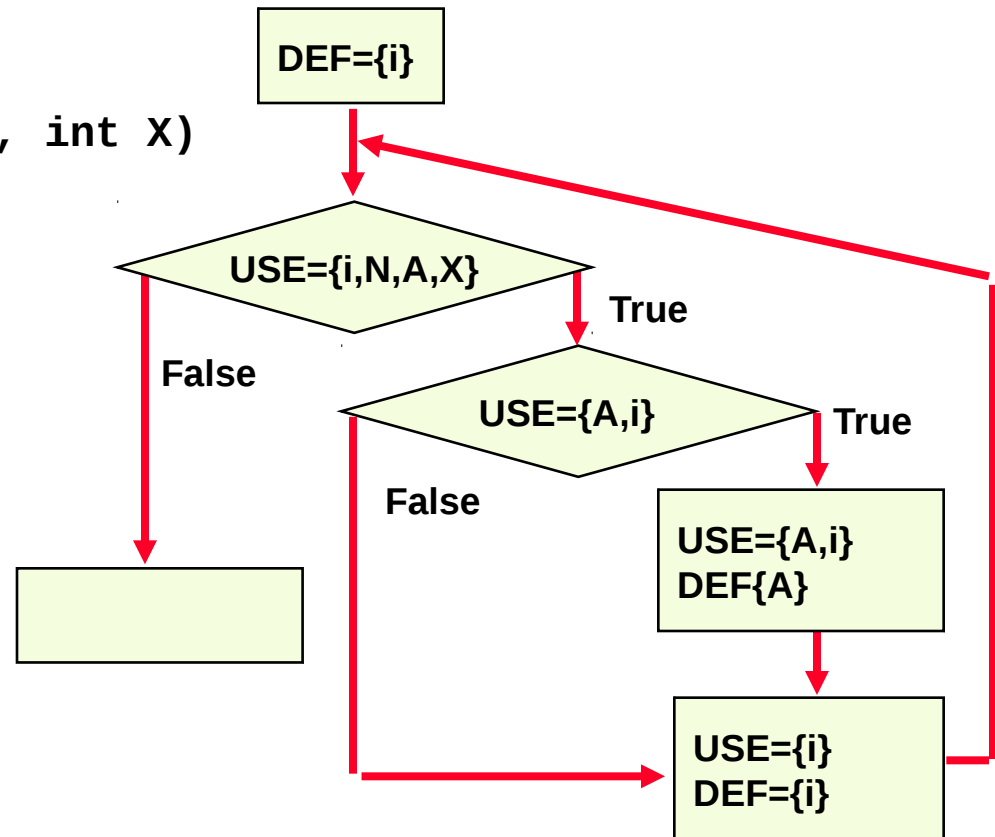 DEF={i}
, int X)
USE={i,N,A,X}
True
False
USE={A,i}
True
False
USE={A,i}
DEF{A}
USE={i}
DEF={i}